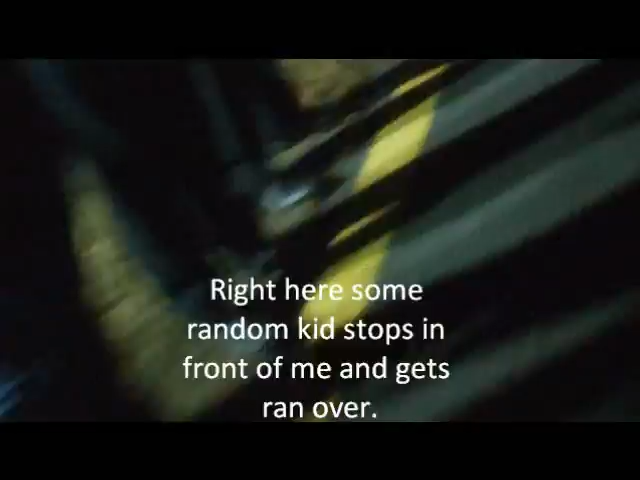 Right here some
random kid stops in
front of me and gets
ran over.